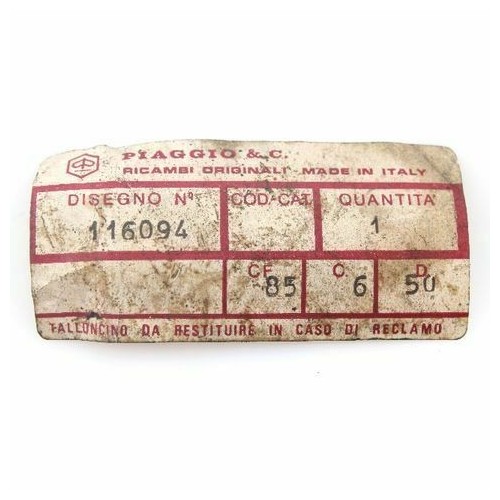 PIAGGIO & C.
RICAMBI ORIGINALI - MADE IN ITALY
DISEGNO N° COD. CAT. QUANTITA'
116094 1
CF 85 C 6 D 50
TALLONCINO DA RESTITUIRE IN CASO DI RECLAMO